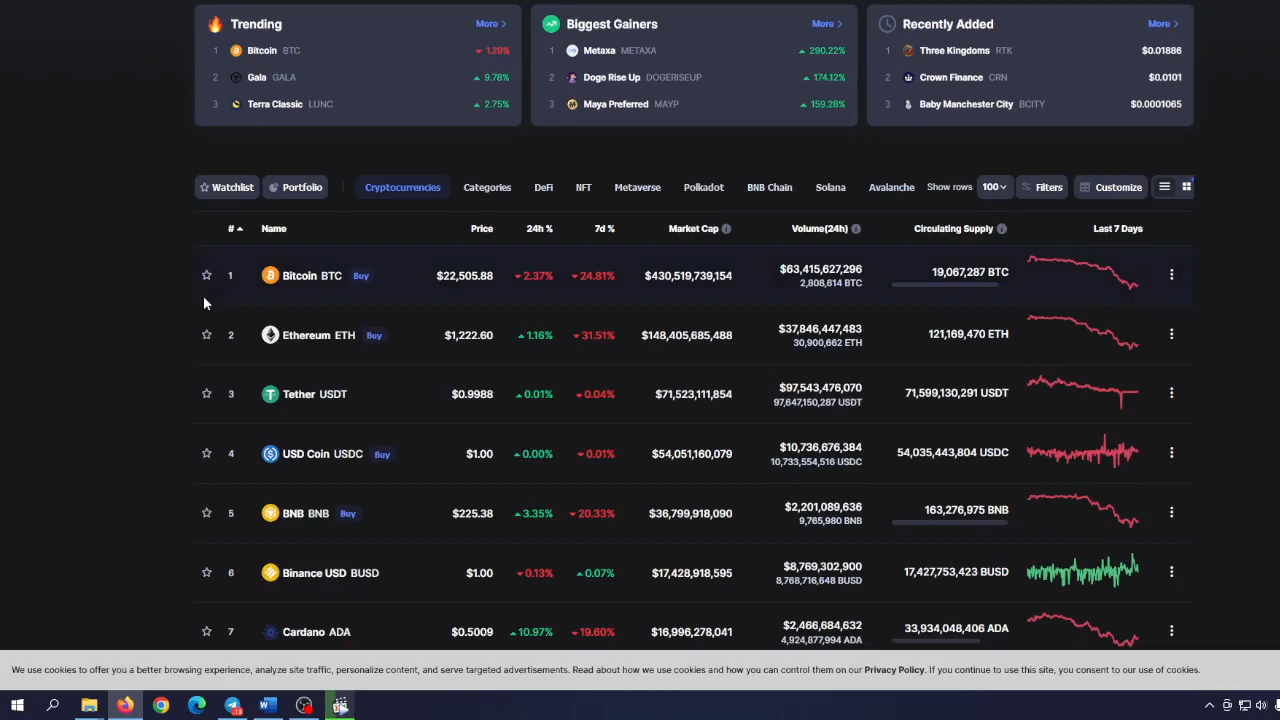 Trending More >
1 Bitcoin BTC 1.29%
2 Gala GALA 9.78%
3 Terra Classic LUNC 2.75%
Biggest Gainers More >
1 Metaxa METAXA 290.22%
2 Doge Rise Up DOGERISEUP 174.12%
3 Maya Preferred MAYP 159.28%
Recently Added More >
1 Three Kingdoms RTK $0.01886
2 Crown Finance CRN $0.0101
3 Baby Manchester City BCITY $0.0001065
Watchlist Portfolio Cryptocurrencies Categories DeFi NFT Metaverse Polkadot BNB Chain Solana Avalanche Show rows 100 Filters Customize
# Name Price 24h % 7d % Market Cap Volume(24h) Circulating Supply Last 7 Days
1 Bitcoin BTC Buy $22,505.88 2.37% 24.81% $430,519,739,154 $63,415,627,296 19,067,287 BTC
2,808,614 BTC
2 Ethereum ETH Buy $1,222.60 1.16% 31.51% $148,405,685,488 $37,846,447,483 121,169,470 ETH
30,900,662 ETH
3 Tether USDT $0.9988 0.01% 0.04% $71,523,111,854 $97,543,476,070 71,599,130,291 USDT
97,647,150,287 USDT
4 USD Coin USDC Buy $1.00 0.00% 0.01% $54,051,160,079 $10,736,676,384 54,035,443,804 USDC
10,733,554,516 USDC
5 BNB BNB Buy $225.38 3.35% 20.33% $36,799,918,090 $2,201,089,636 163,276,975 BNB
9,765,980 BNB
6 Binance USD BUSD $1.00 0.13% 0.07% $17,428,918,595 $8,769,302,900 17,427,753,423 BUSD
8,768,716,648 BUSD
7 Cardano ADA $0.5009 10.97% 19.60% $16,996,278,041 $2,466,684,632 33,934,048,406 ADA
4,924,877,994 ADA
We use cookies to offer you a better browsing experience, analyze site traffic, personalize content, and serve targeted advertisements. Read about how we use cookies and how you can control them on our Privacy Policy. If you continue to use this site, you consent to our use of cookies.